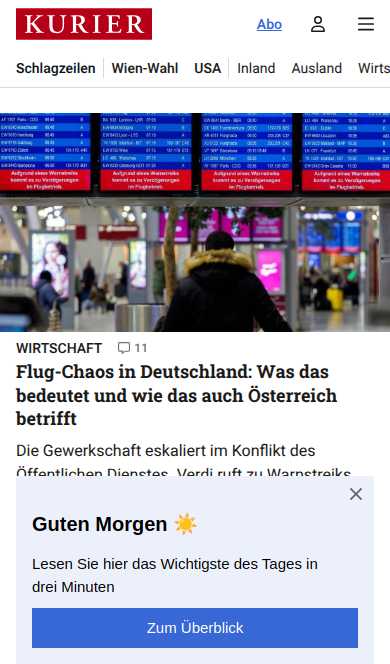 KURIER
Abo
Schlagzeilen
Wien-Wahl
USA
Inland
Ausland
Wirts
Aufgrund eines Warnstreiks
kommt es zu Verzögerungen
im Flugbetrieb.
Aufgrund eines Warnstreiks
kommt es zu Verzögerungen
im Flugbetrieb.
Aufgrund eines Warnstreiks
kommt es zu Verzögerungen
im Flugbetrieb.
Aufgrund eines Warnstreiks
kommt es zu Verzögerungen
im Flugbetrieb.
WIRTSCHAFT 11
Flug-Chaos in Deutschland: Was das
bedeutet und wie das auch Österreich
betrifft
Die Gewerkschaft eskaliert im Konflikt des
Öffentlichen Dienstes. Verdi ruft zu Warnstreiks
Guten Morgen ☀️
Lesen Sie hier das Wichtigste des Tages in
drei Minuten
Zum Überblick